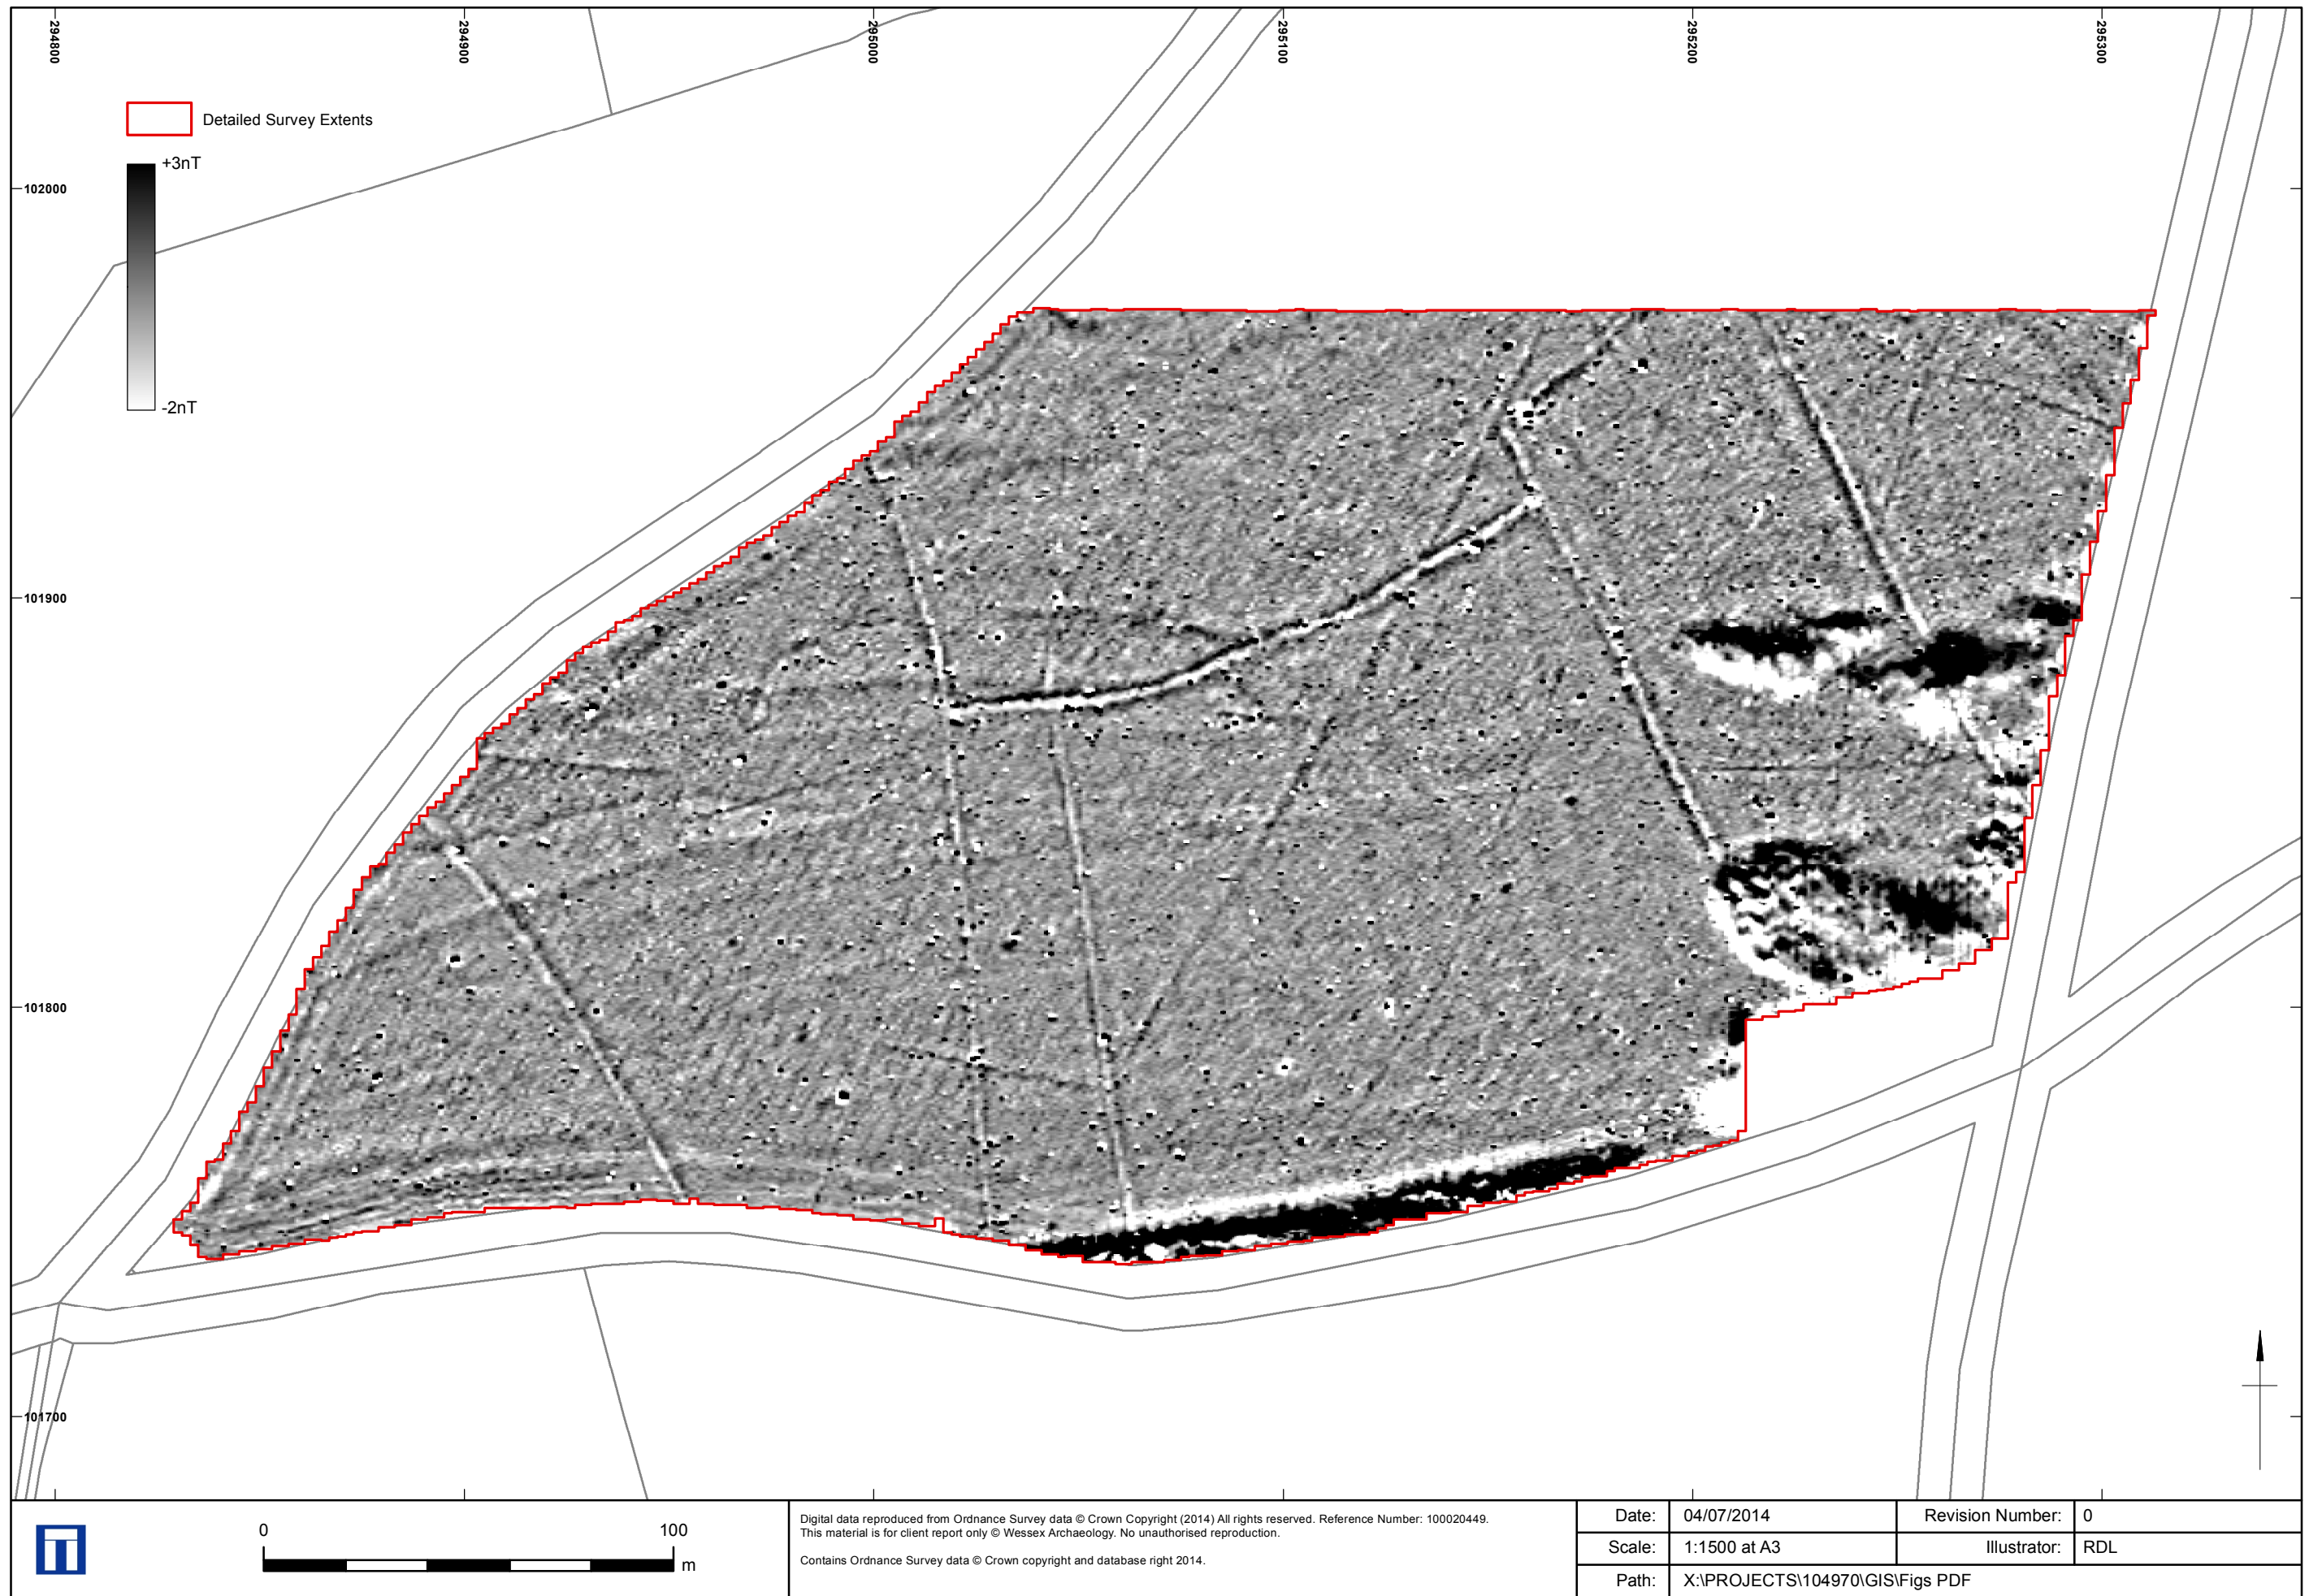 294800
294900
295000
295100
295200
295300
Detailed Survey Extents
+3nT
-2nT
102000
101900
101800
101700
0
100
m
Digital data reproduced from Ordnance Survey data © Crown Copyright (2014) All rights reserved. Reference Number: 100020449.
This material is for client report only © Wessex Archaeology. No unauthorised reproduction.
Contains Ordnance Survey data © Crown copyright and database right 2014.
Date: 04/07/2014 Revision Number: 0
Scale: 1:1500 at A3 Illustrator: RDL
Path: X:\PROJECTS\104970\GIS\Figs PDF